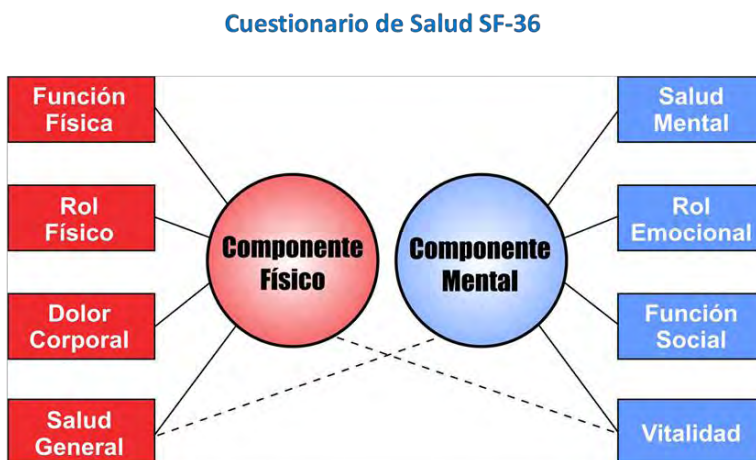 Cuestionario de Salud SF-36
Función
Física
Rol
Físico
Dolor
Corporal
Salud
General
Componente
Físico
Componente
Mental
Salud
Mental
Rol
Emocional
Función
Social
Vitalidad